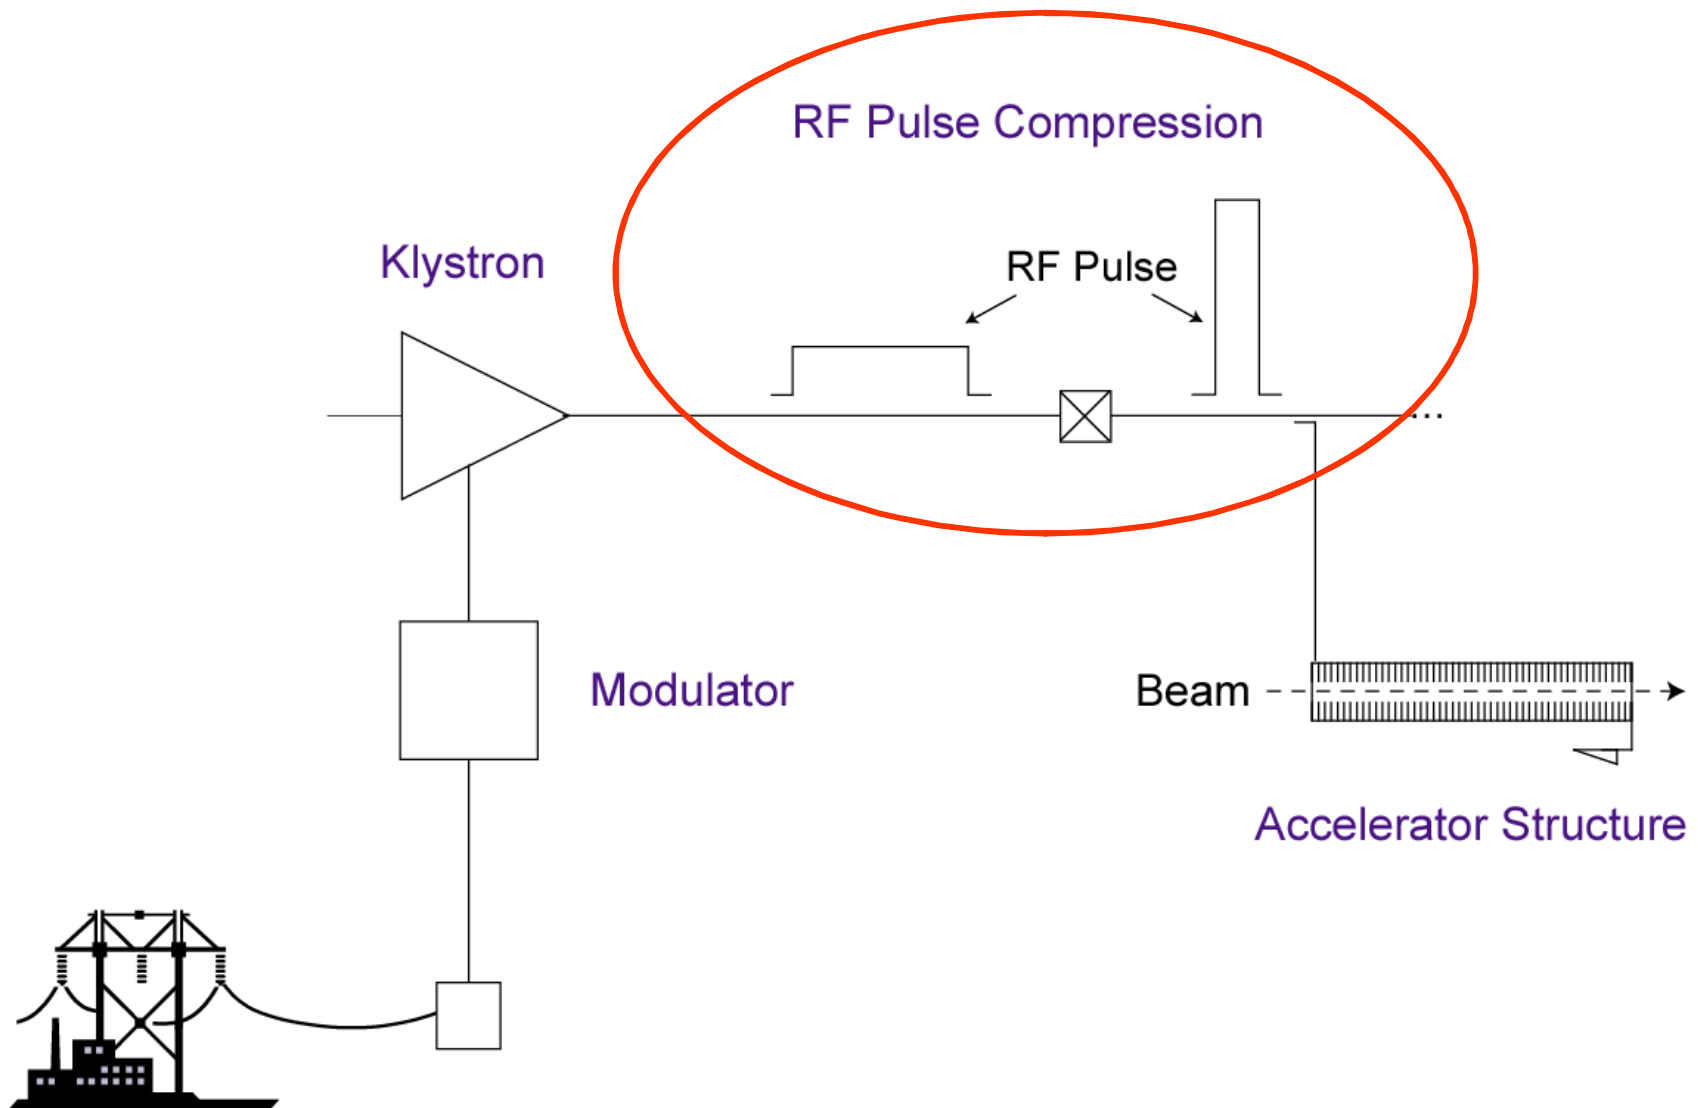 RF Pulse Compression
Klystron
RF Pulse
...
Modulator
Beam
Accelerator Structure